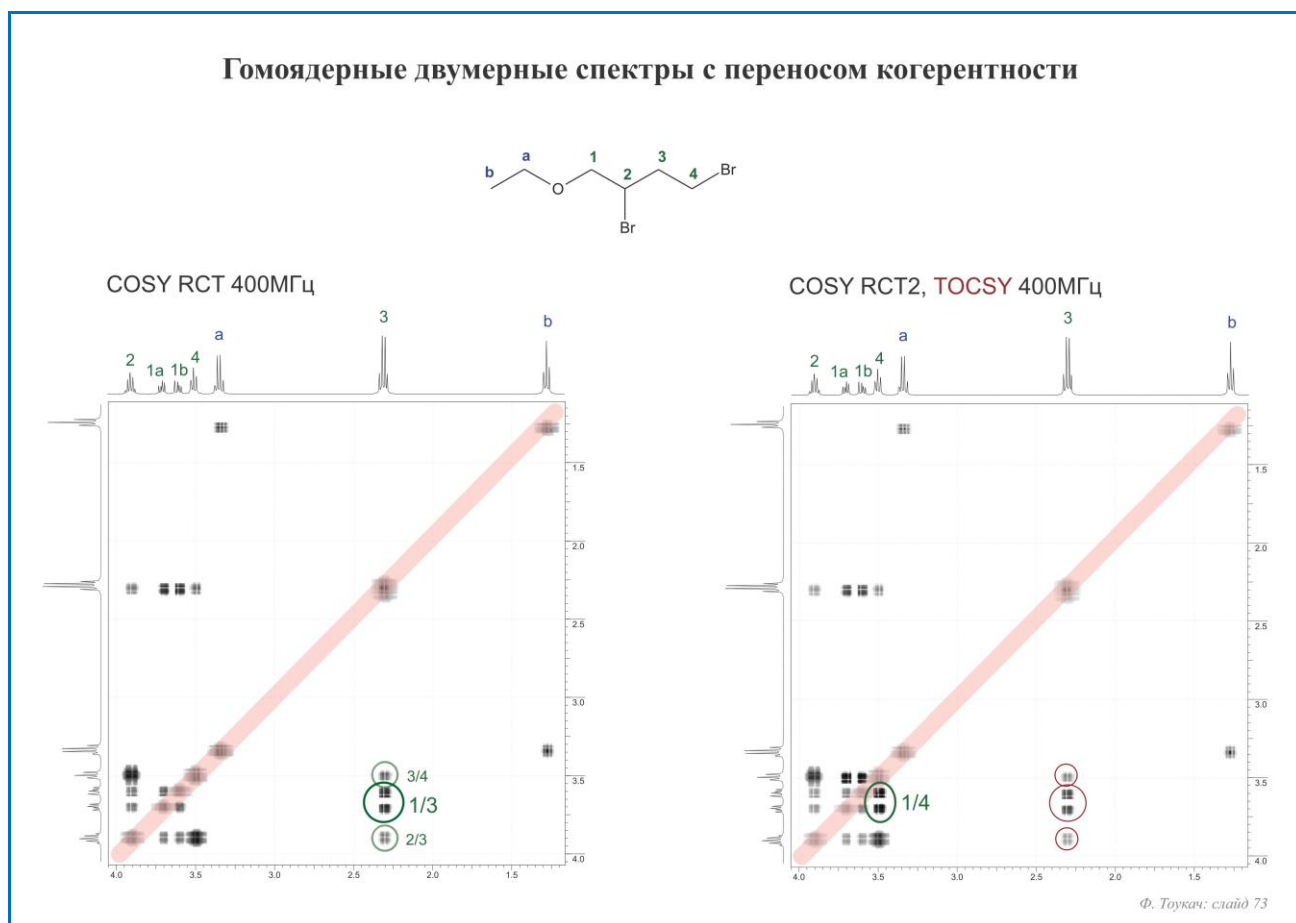 Гомоядерные двумерные спектры с переносом когерентности
a
b
O
1
2
3
4
Br
Br
COSY RCT 400МГц
2
1a
1b
4
a
3
b
1.5
2.0
2.5
3.0
3.5
4.0
3/4
1/3
2/3
4.0
3.5
3.0
2.5
2.0
1.5
COSY RCT2, TOCSY 400МГц
2
1a
1b
4
a
3
b
1.5
2.0
2.5
3.0
3.5
4.0
1/4
4.0
3.5
3.0
2.5
2.0
1.5
Ф. Тоукач: слайд 73